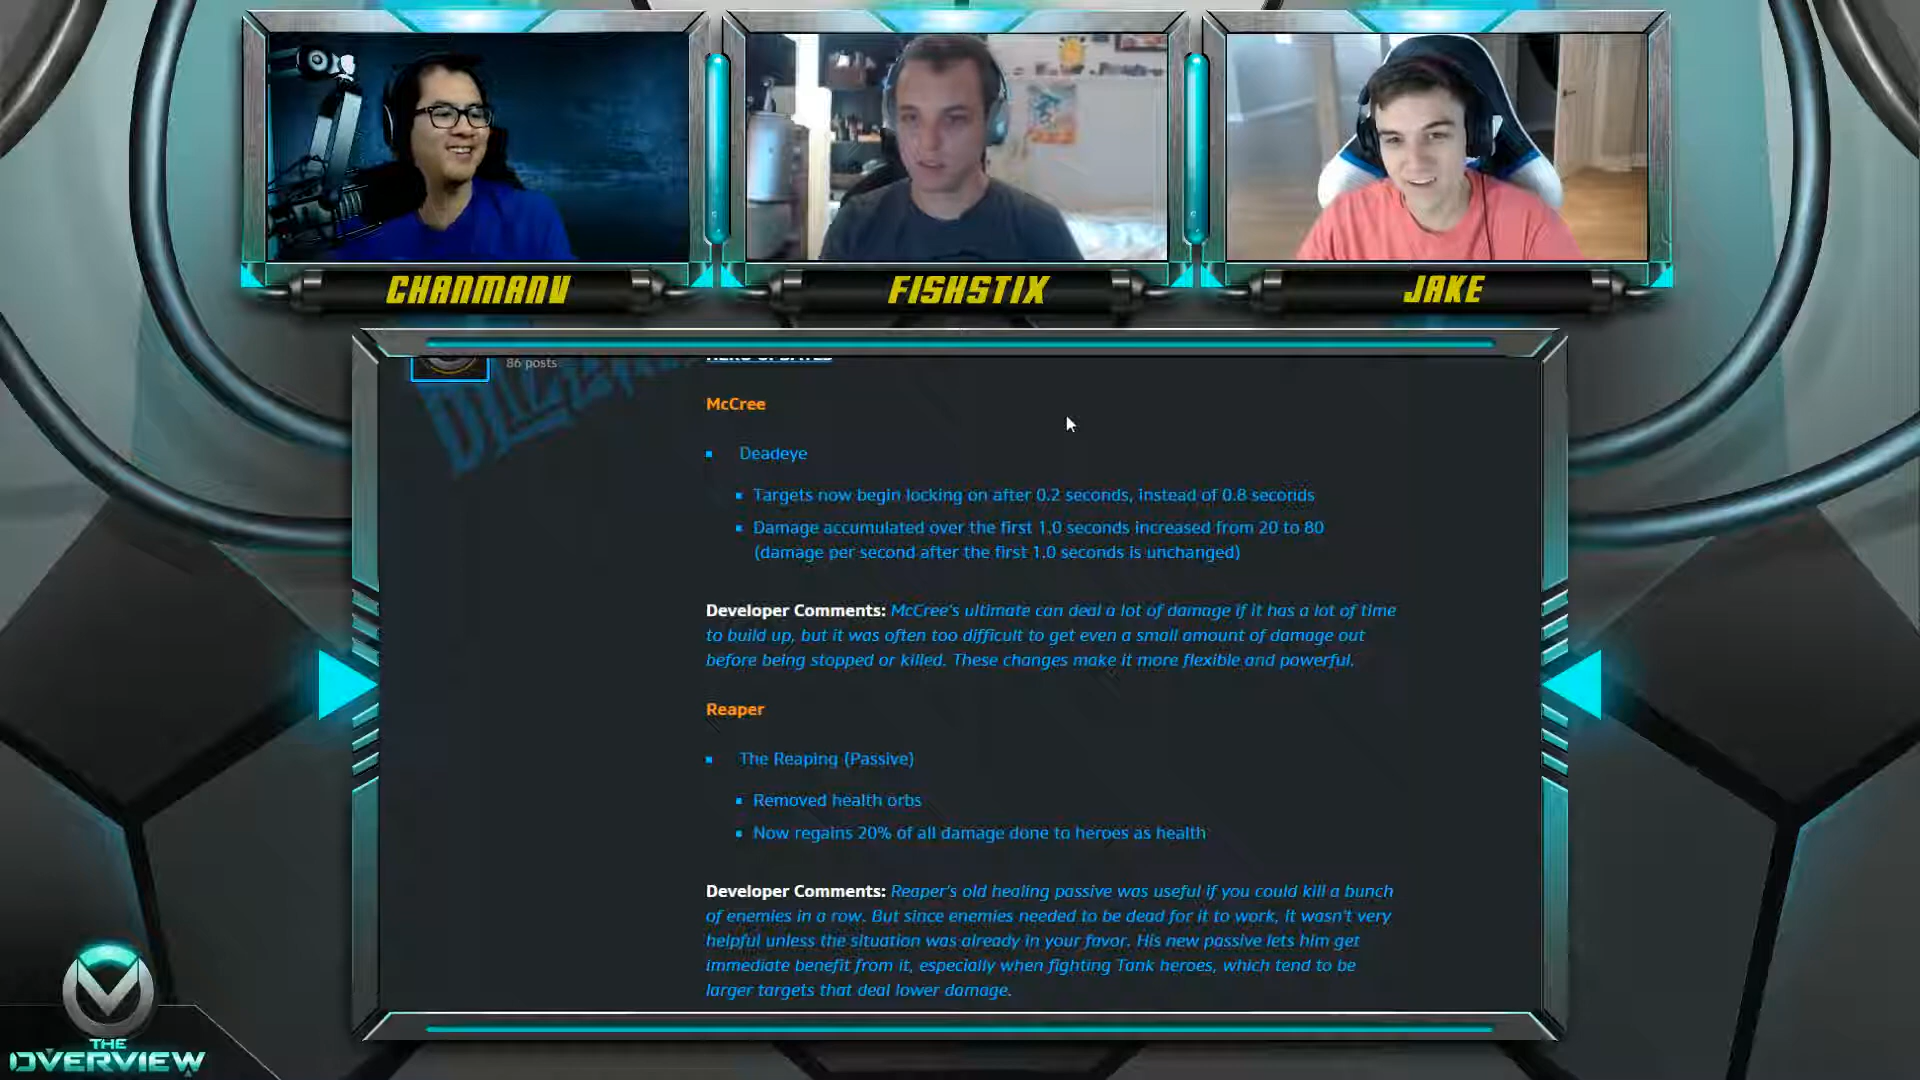 CHANMANV
FISHSTIX
JAKE
86 posts
HERO UPDATES
McCree
Deadeye
Targets now begin locking on after 0.2 seconds, instead of 0.8 seconds
Damage accumulated over the first 1.0 seconds increased from 20 to 80
(damage per second after the first 1.0 seconds is unchanged)
Developer Comments: McCree's ultimate can deal a lot of damage if it has a lot of time
to build up, but it was often too difficult to get even a small amount of damage out
before being stopped or killed. These changes make it more flexible and powerful.
Reaper
The Reaping (Passive)
Removed health orbs
Now regains 20% of all damage done to heroes as health
Developer Comments: Reaper's old healing passive was useful if you could kill a bunch
of enemies in a row. But since enemies needed to be dead for it to work, it wasn't very
helpful unless the situation was already in your favor. His new passive lets him get
immediate benefit from it, especially when fighting Tank heroes, which tend to be
larger targets that deal lower damage.
THE
OVERVIEW